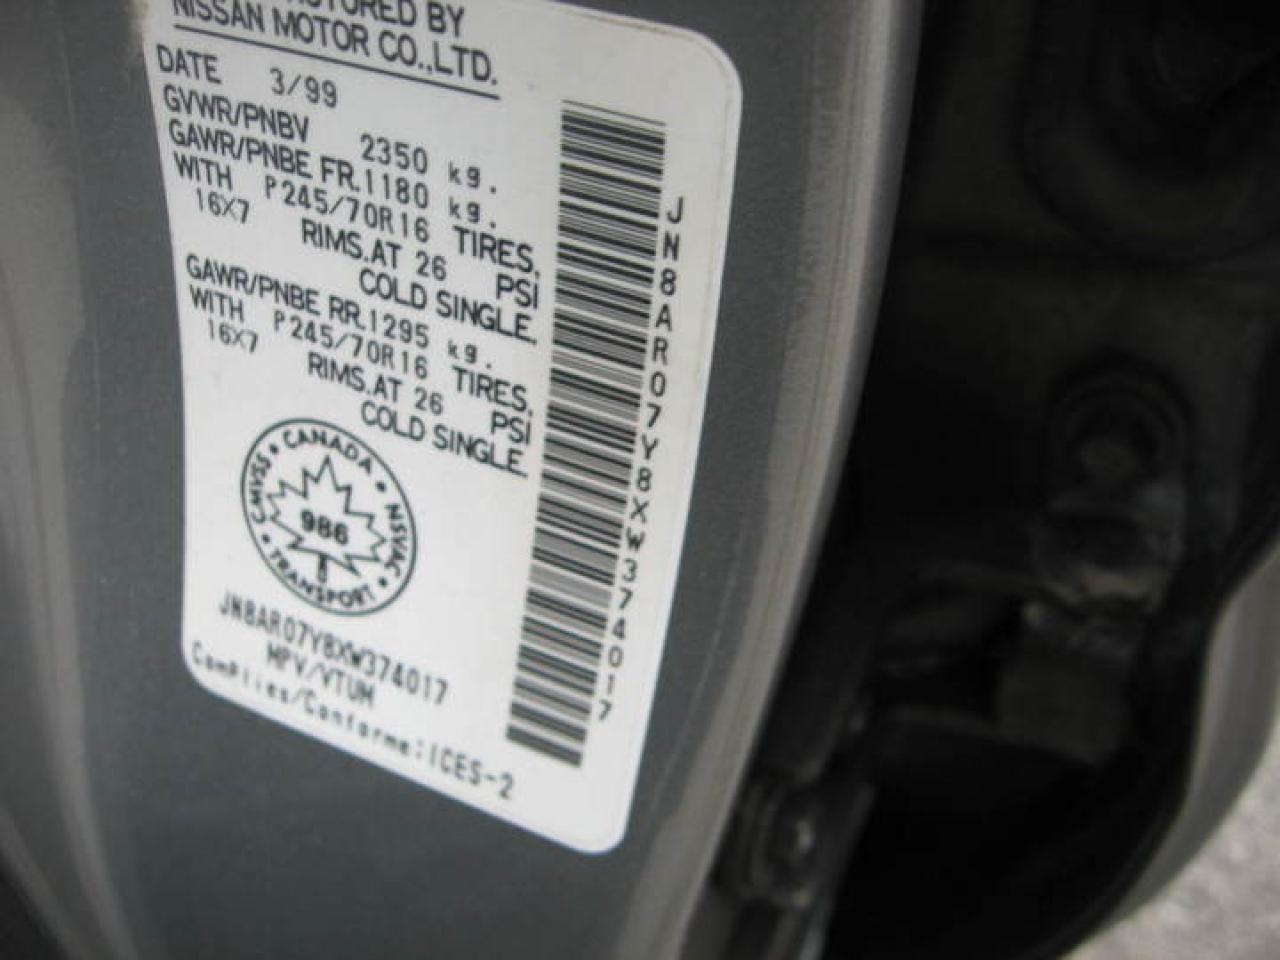 MANUFACTURED BY
NISSAN MOTOR CO.,LTD.
DATE 3/99
GVWR/PNBV 2350 kg.
GAWR/PNBE FR.1180 kg.
WITH P245/70R16 TIRES,
16X7 RIMS.AT 26 PSI
COLD SINGLE
GAWR/PNBE RR.1295 kg.
WITH P245/70R16 TIRES,
16X7 RIMS.AT 26 PSI
COLD SINGLE
CANADA
CMVSS
NSVAC
986
TRANSPORT
JN8AR07Y8XW374017
MPV/VTUM
Complies/Conforme:ICES-2
JN8AR07Y8XW374017